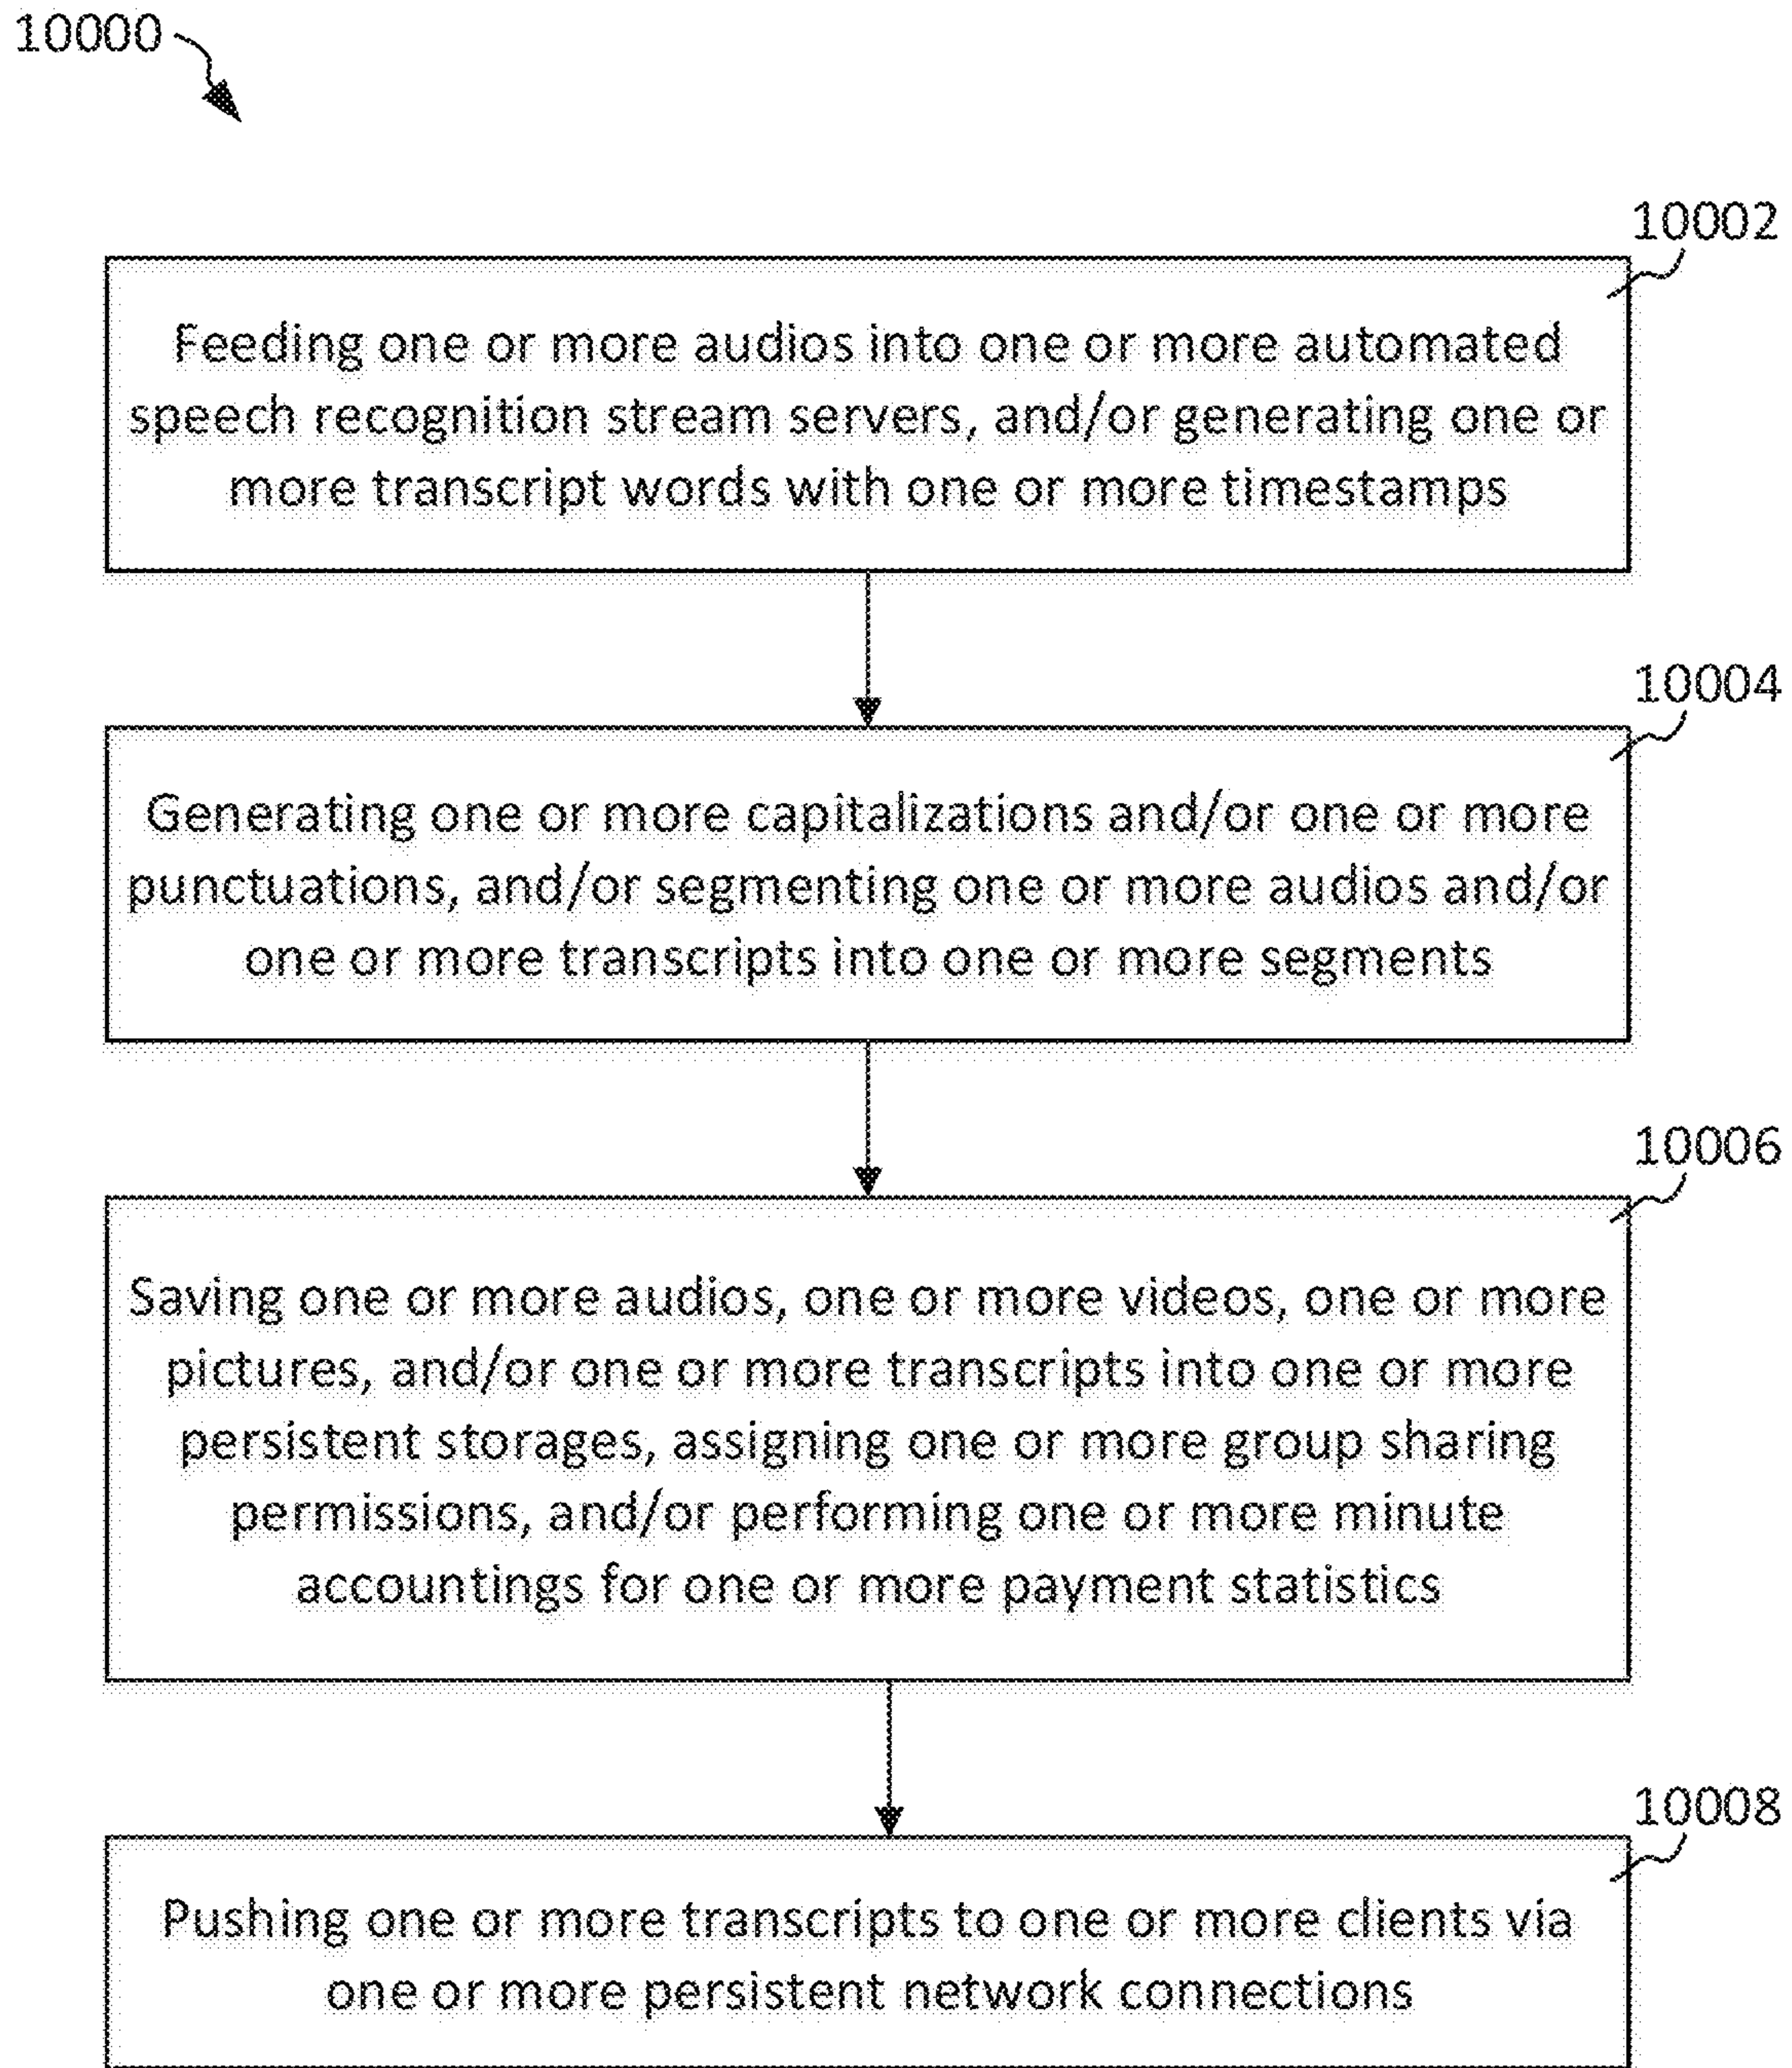 10000
10002
Feeding one or more audios into one or more automated
speech recognition stream servers, and/or generating one or
more transcript words with one or more timestamps
10004
Generating one or more capitalizations and/or one or more
punctuations, and/or segmenting one or more audios and/or
one or more transcripts into one or more segments
10006
Saving one or more audios, one or more videos, one or more
pictures, and/or one or more transcripts into one or more
persistent storages, assigning one or more group sharing
permissions, and/or performing one or more minute
accountings for one or more payment statistics
10008
Pushing one or more transcripts to one or more clients via
one or more persistent network connections